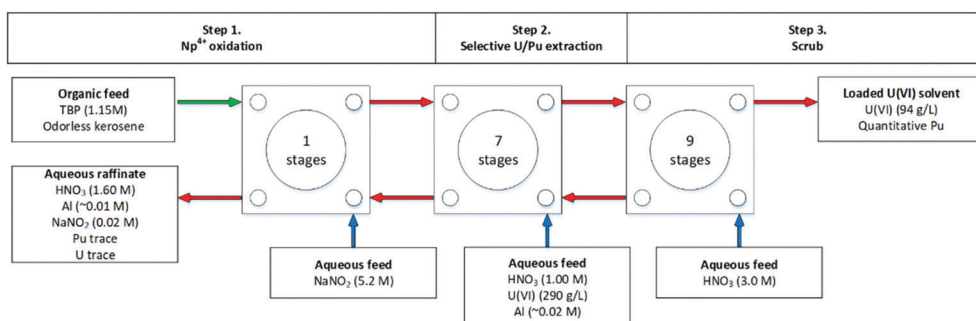 Step 1.
Np⁴⁺ oxidation
Step 2.
Selective U/Pu extraction
Step 3.
Scrub
Organic feed
TBP (1.15M)
Odorless kerosene
1
stages
7
stages
9
stages
Loaded U(VI) solvent
U(VI) (94 g/L)
Quantitative Pu
Aqueous raffinate
HNO₃ (1.60 M)
Al (~0.01 M)
NaNO₂ (0.02 M)
Pu trace
U trace
Aqueous feed
NaNO₂ (5.2 M)
Aqueous feed
HNO₃ (1.00 M)
U(VI) (290 g/L)
Al (~0.02 M)
Aqueous feed
HNO₃ (3.0 M)